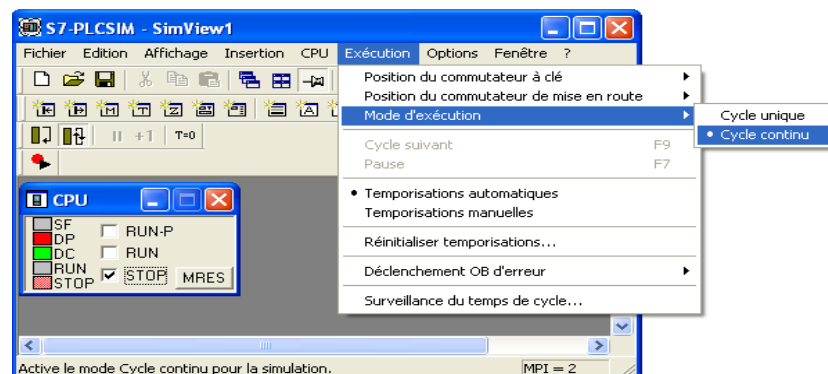 S7-PLCSIM - SimView1
Fichier Edition Affichage Insertion CPU Exécution Options Fenêtre ?
Position du commutateur à clé
Position du commutateur de mise en route
Mode d'exécution
Cycle unique
Cycle continu
+1 T=0
Cycle suivant F9
Pause F7
Temporisations automatiques
Temporisations manuelles
Réinitialiser temporisations...
Déclenchement OB d'erreur
Surveillance du temps de cycle...
CPU
SF
DP
DC
RUN
STOP
RUN-P
RUN
STOP
MRES
Active le mode Cycle continu pour la simulation. MPI = 2